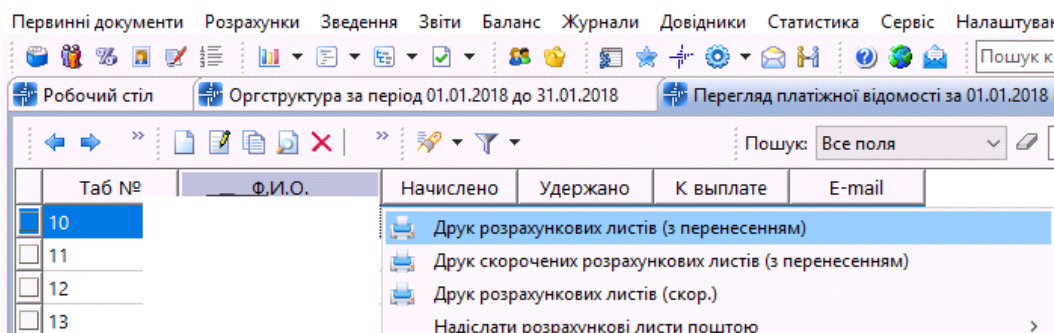 Первинні документи Розрахунки Зведення Звіти Баланс Журнали Довідники Статистика Сервіс
Пошук к
Робочий стіл Оргструктура за період 01.01.2018 до 31.01.2018 Перегляд платіжної відомості за 01.01.2018
Пошук: Все поля
Таб № Ф.И.О. Начислено Удержано К выплате E-mail
10
Друк розрахункових листів (з перенесенням)
11
Друк скорочених розрахункових листів (з перенесенням)
12
Друк розрахункових листів (скор.)
13
Надіслати розрахункові листи поштою